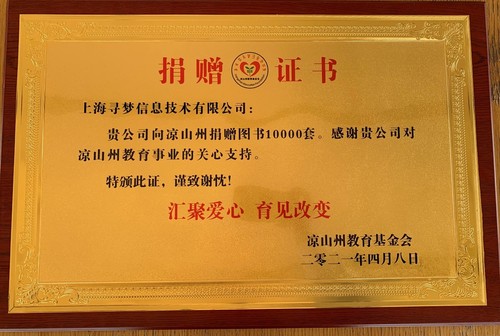 捐赠 证书
上海寻梦信息技术有限公司：
贵公司向凉山州捐赠图书10000套。感谢贵公司对
凉山州教育事业的关心支持。
特颁此证，谨致谢忱！
汇聚爱心 育见改变
凉山州教育基金会
二零二一年四月八日